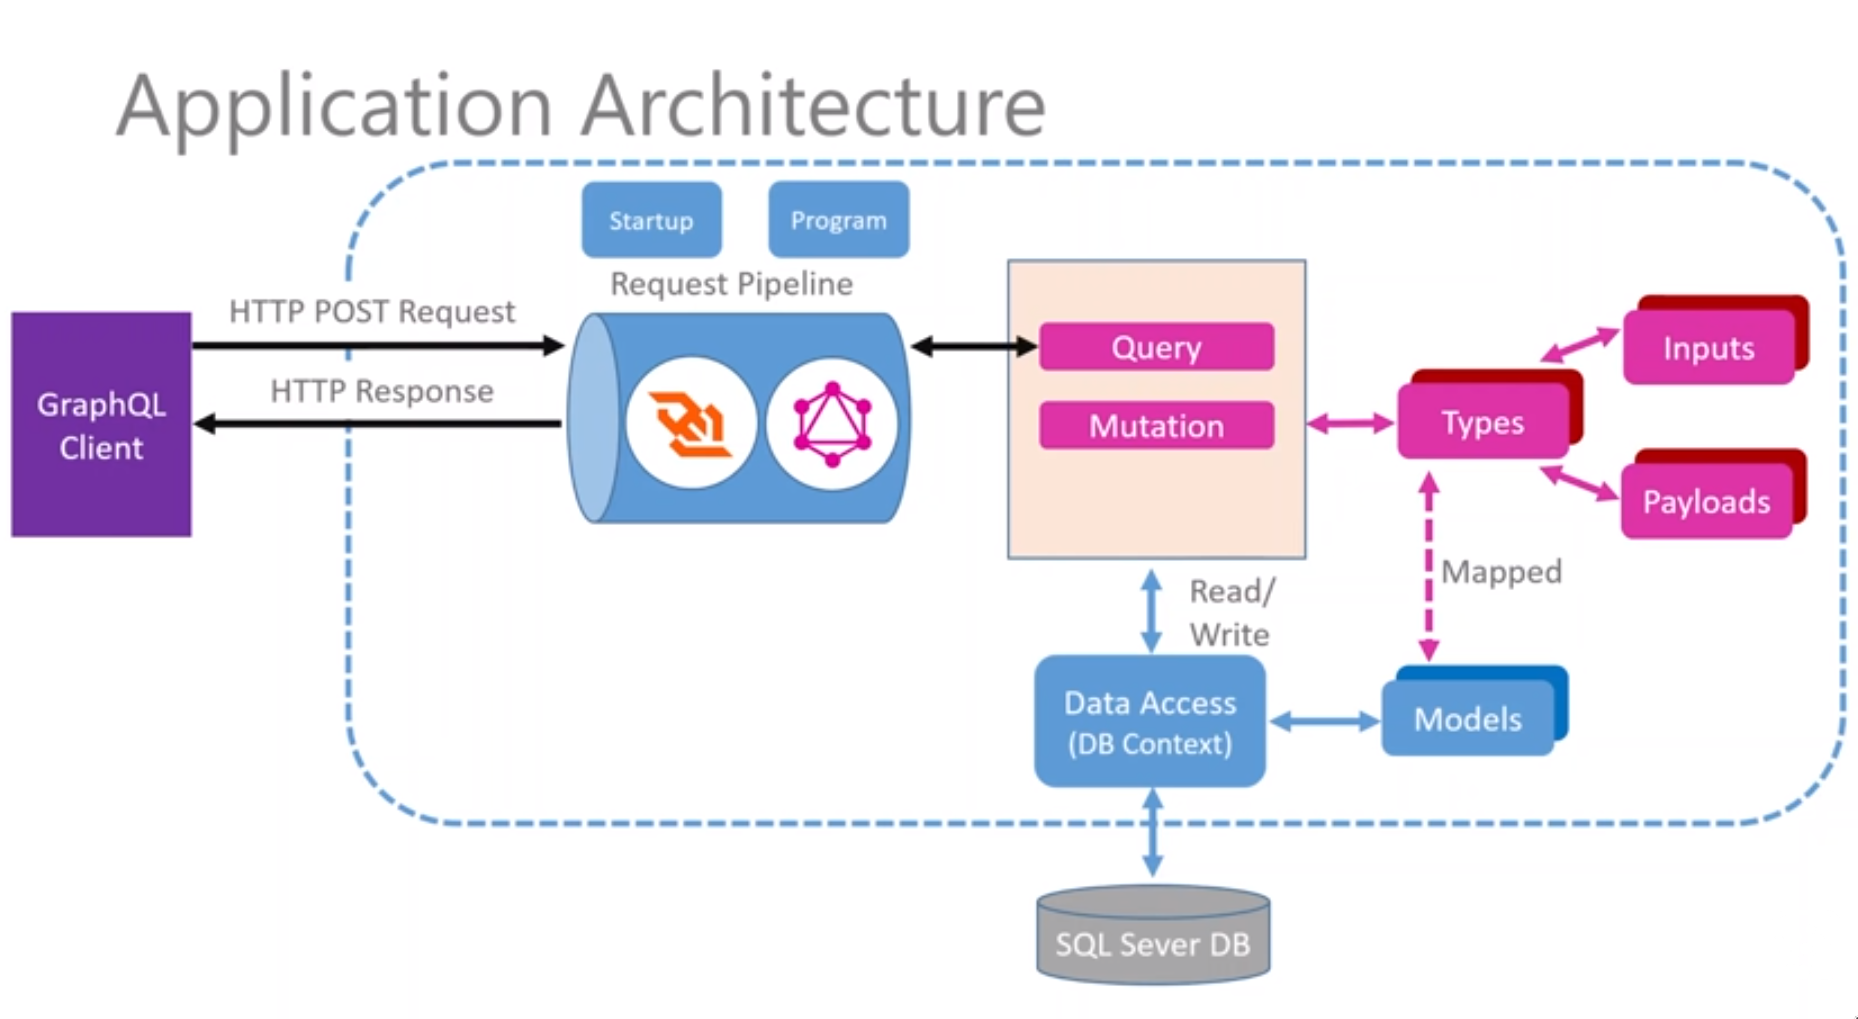 Application Architecture
Startup
Program
Request Pipeline
HTTP POST Request
HTTP Response
GraphQL
Client
Query
Mutation
Types
Inputs
Payloads
Mapped
Read/
Write
Data Access
(DB Context)
Models
SQL Sever DB